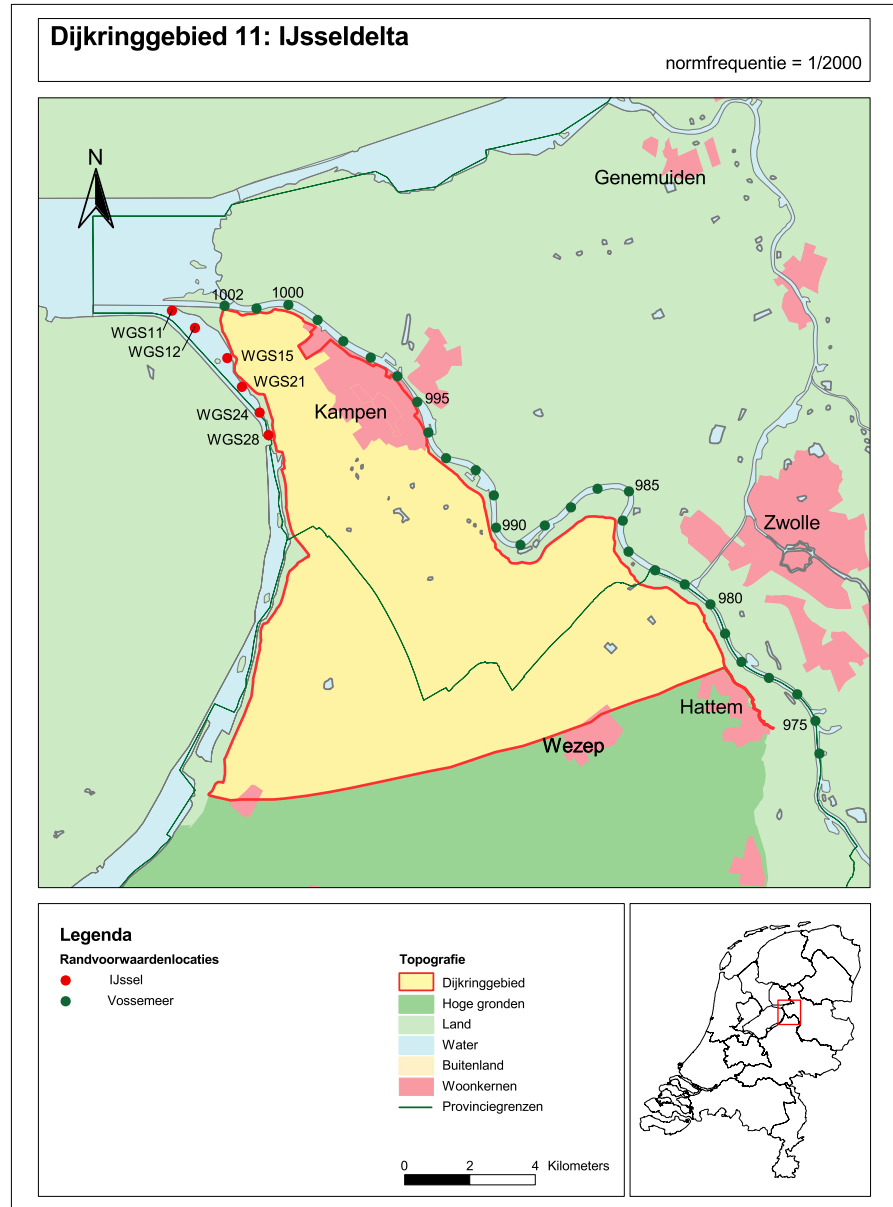 Dijkringgebied 11: IJsseldelta
normfrequentie = 1/2000
N
Genemuiden
1002
1000
WGS11
WGS12
WGS15
WGS21
WGS24
WGS28
Kampen
995
990
985
Zwolle
980
Hattem
975
Wezep
Legenda
Randvoorwaardenlocaties
IJssel
Vossemeer
Topografie
Dijkringgebied
Hoge gronden
Land
Water
Buitenland
Woonkernen
Provinciegrenzen
0 2 4 Kilometers